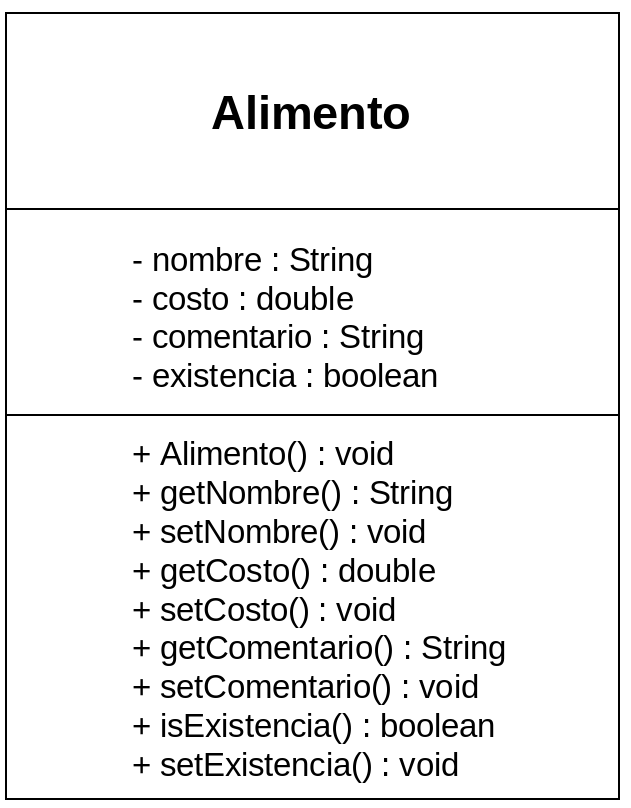 Alimento
- nombre : String
- costo : double
- comentario : String
- existencia : boolean
+ Alimento() : void
+ getNombre() : String
+ setNombre() : void
+ getCosto() : double
+ setCosto() : void
+ getComentario() : String
+ setComentario() : void
+ isExistencia() : boolean
+ setExistencia() : void